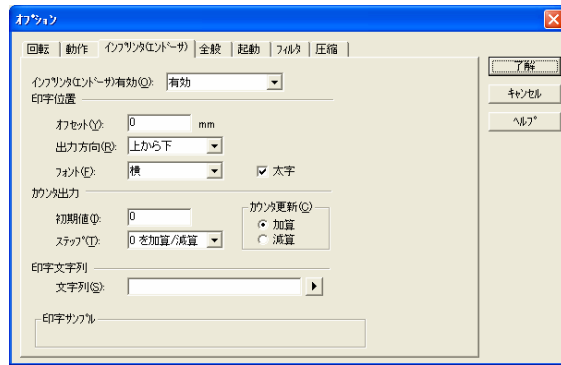 オプション
回転 動作 インプリンタ(エンドーサ) 全般 起動 フィルタ 圧縮
了解
キャンセル
ヘルプ
インプリンタ(エンドーサ)有効(O): 有効
印字位置
オフセット(Y): 0 mm
出力方向(R): 上から下
フォント(F): 横 太字
カウンタ出力
初期値(I): 0
ステップ(T): 0 を加算/減算
カウンタ更新(C)
加算
減算
印字文字列
文字列(S):
印字サンプル